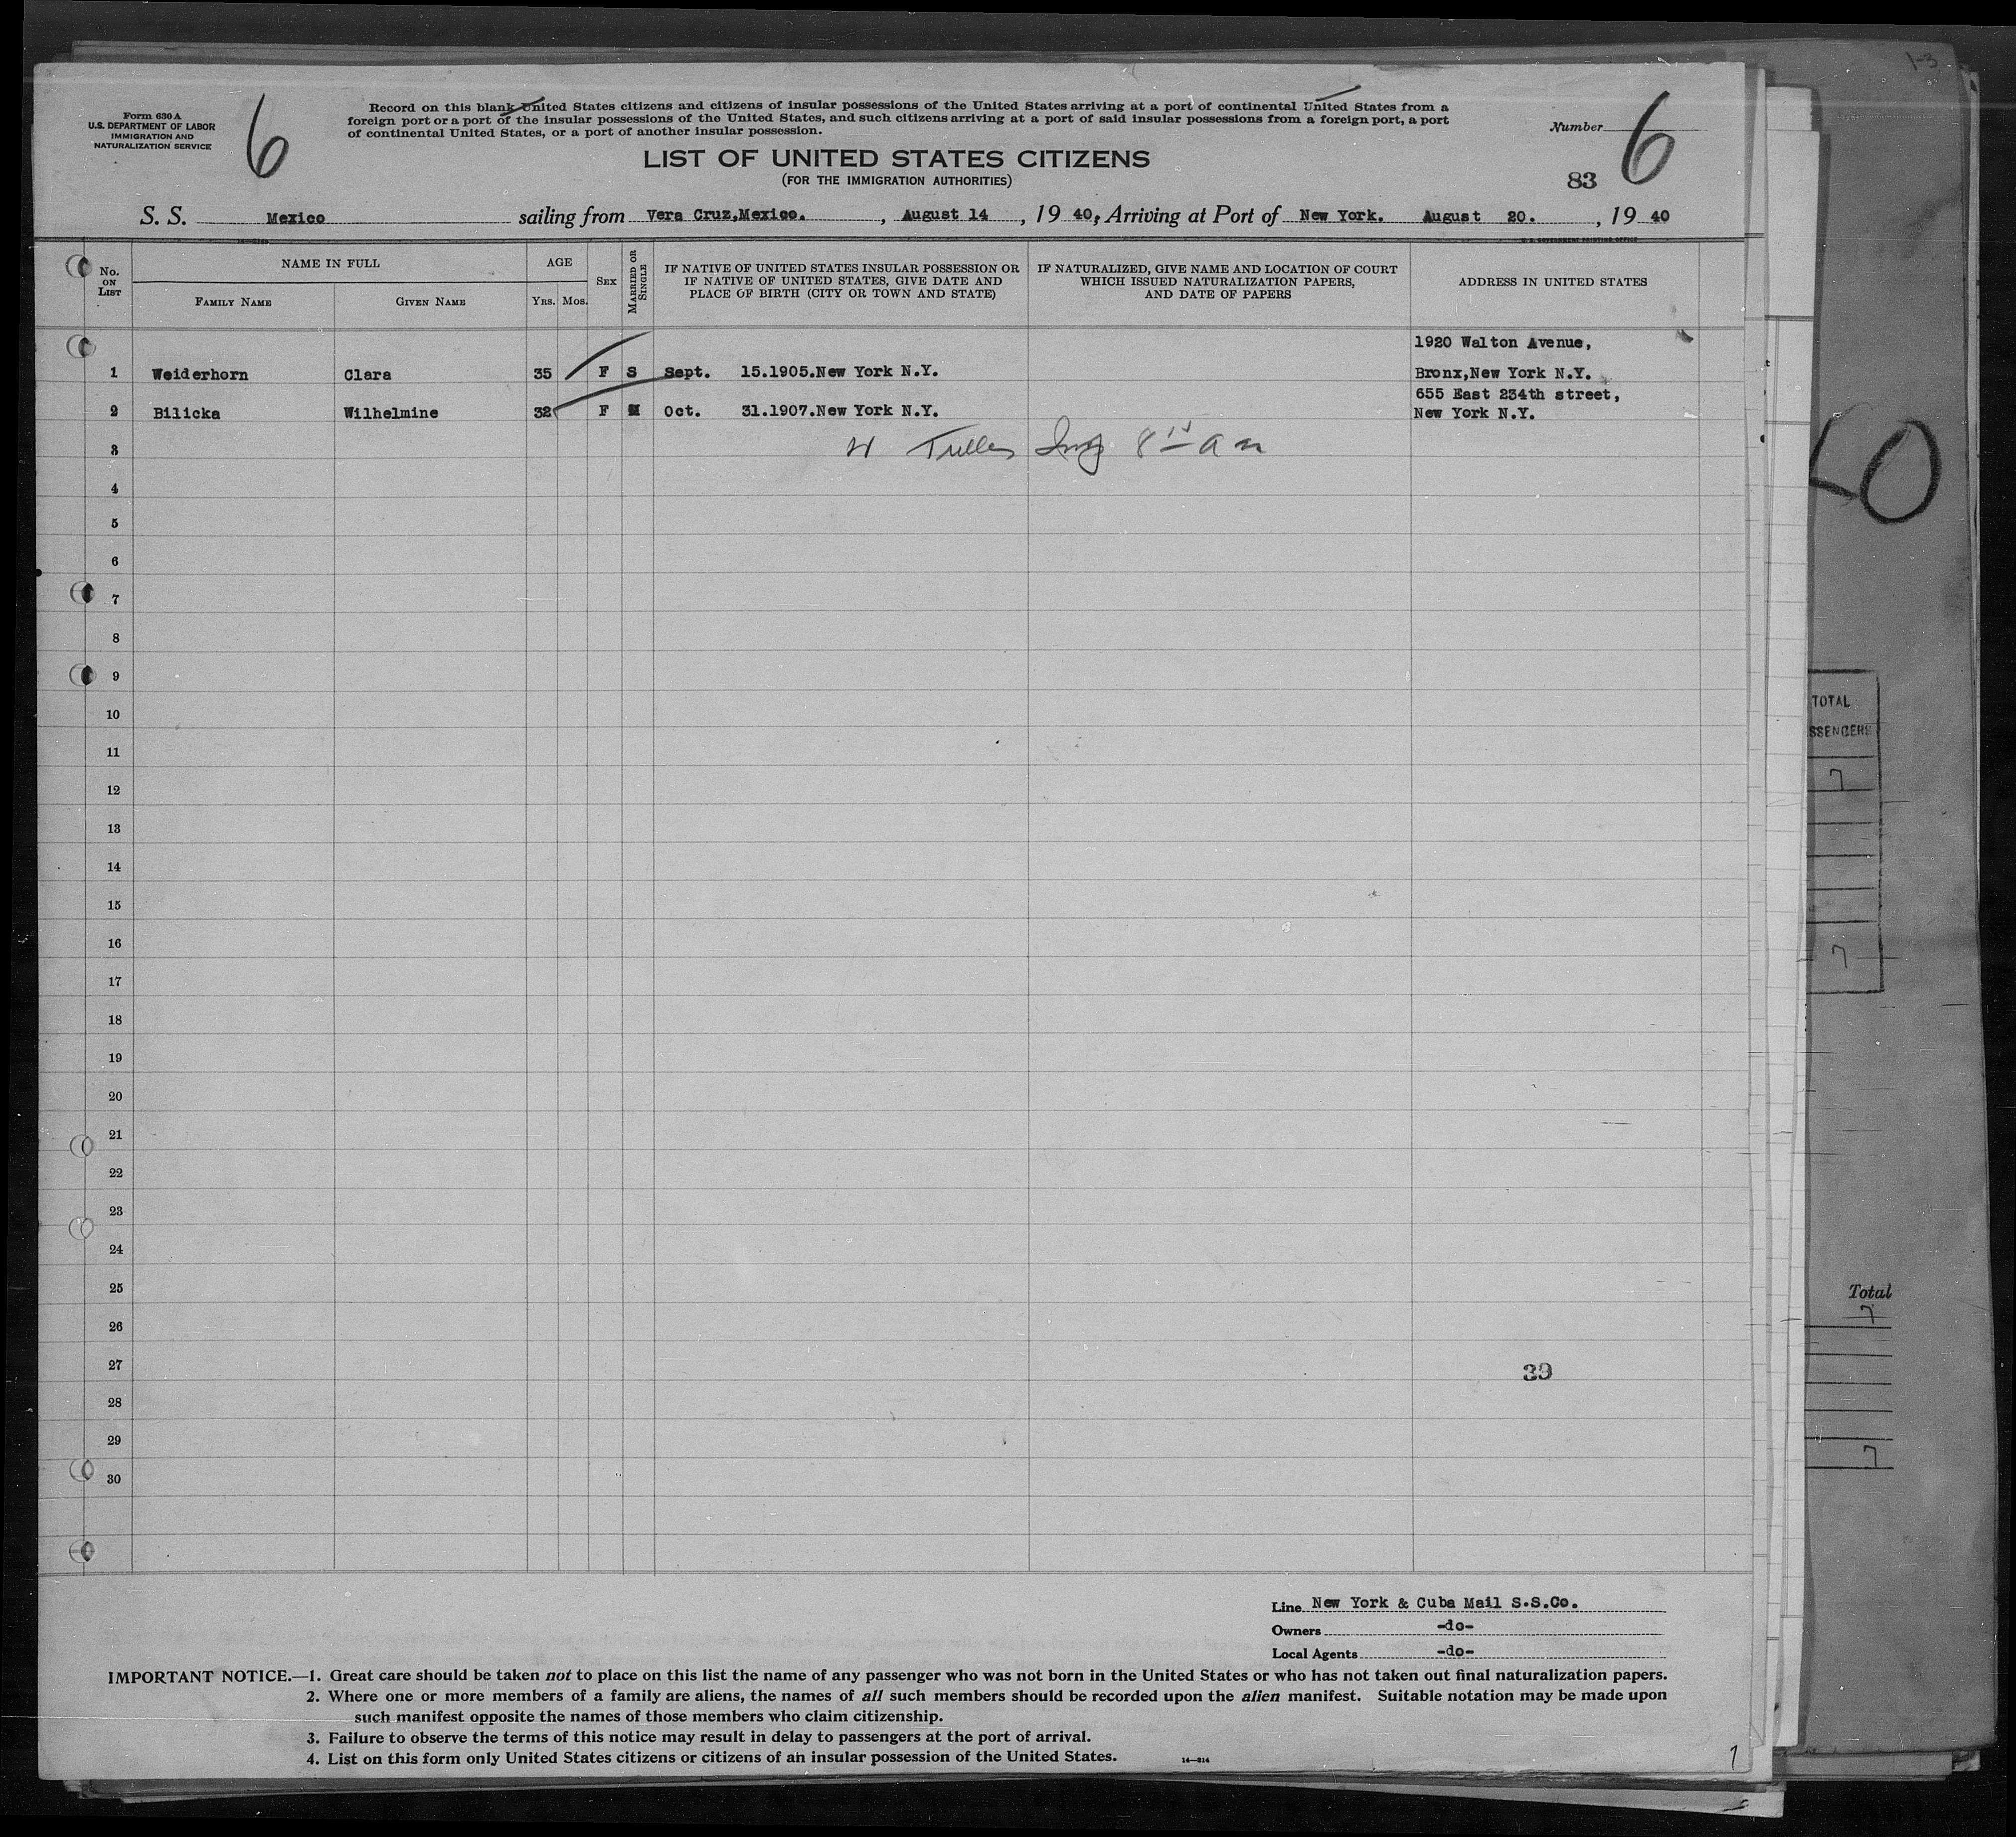 1-3
Form 630 A
U.S. DEPARTMENT OF LABOR
IMMIGRATION AND
NATURALIZATION SERVICE
6
Record on this blank United States citizens and citizens of insular possessions of the United States arriving at a port of continental United States from a
foreign port or a port of the insular possessions of the United States, and such citizens arriving at a port of said insular possessions from a foreign port, a port
of continental United States, or a port of another insular possession.
Number 6
LIST OF UNITED STATES CITIZENS
(FOR THE IMMIGRATION AUTHORITIES)
83
S. S. Mexico sailing from Vera Cruz,Mexico. , August 14 , 19 40, Arriving at Port of New York. August 20. , 19 40
U. S. GOVERNMENT PRINTING OFFICE
No. ON LIST
NAME IN FULL
FAMILY NAME
GIVEN NAME
AGE
YRS. MOS.
SEX
MARRIED OR SINGLE
IF NATIVE OF UNITED STATES INSULAR POSSESSION OR
IF NATIVE OF UNITED STATES, GIVE DATE AND
PLACE OF BIRTH (CITY OR TOWN AND STATE)
IF NATURALIZED, GIVE NAME AND LOCATION OF COURT
WHICH ISSUED NATURALIZATION PAPERS,
AND DATE OF PAPERS
ADDRESS IN UNITED STATES
1920 Walton Avenue,
1 Weiderhorn Clara 35 F S Sept. 15.1905.New York N.Y. Bronx,New York N.Y.
655 East 234th street,
2 Bilicka Wilhelmine 32 F M Oct. 31.1907.New York N.Y. New York N.Y.
3
4
5
6
7
8
9
10
11
12
13
14
15
16
17
18
19
20
21
22
23
24
25
26
27 39
28
29
30
Line New York & Cuba Mail S.S.Co.
Owners -do-
Local Agents -do-
IMPORTANT NOTICE.—1. Great care should be taken not to place on this list the name of any passenger who was not born in the United States or who has not taken out final naturalization papers.
2. Where one or more members of a family are aliens, the names of all such members should be recorded upon the alien manifest. Suitable notation may be made upon
such manifest opposite the names of those members who claim citizenship.
3. Failure to observe the terms of this notice may result in delay to passengers at the port of arrival.
4. List on this form only United States citizens or citizens of an insular possession of the United States.
14—214
1
TOTAL
SSENGERS
7
7
Total
7
7